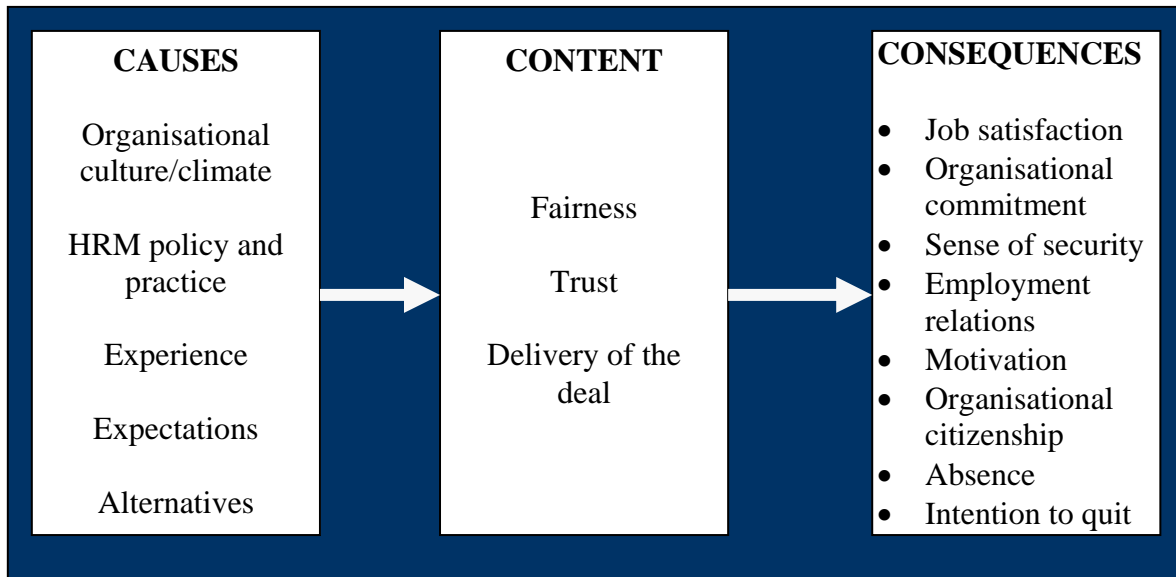 CAUSES
Organisational
culture/climate
HRM policy and
practice
Experience
Expectations
Alternatives
CONTENT
Fairness
Trust
Delivery of the
deal
CONSEQUENCES
• Job satisfaction
• Organisational
commitment
• Sense of security
• Employment
relations
• Motivation
• Organisational
citizenship
• Absence
• Intention to quit